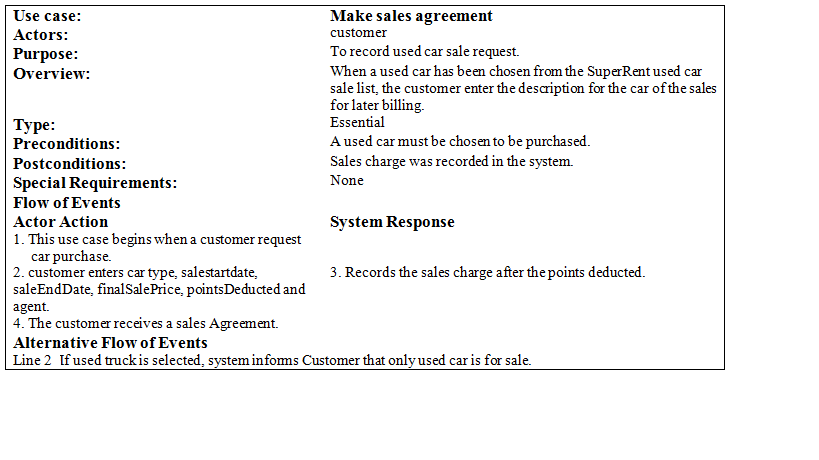 Use case: Make sales agreement
Actors: customer
Purpose: To record used car sale request.
Overview: When a used car has been chosen from the SuperRent used car
sale list, the customer enter the description for the car of the sales
for later billing.
Type: Essential
Preconditions: A used car must be chosen to be purchased.
Postconditions: Sales charge was recorded in the system.
Special Requirements: None
Flow of Events
Actor Action System Response
1. This use case begins when a customer request
car purchase.
2. customer enters car type, salestartdate, 3. Records the sales charge after the points deducted.
saleEndDate, finalSalePrice, pointsDeducted and
agent.
4. The customer receives a sales Agreement.
Alternative Flow of Events
Line 2 If used truck is selected, system informs Customer that only used car is for sale.